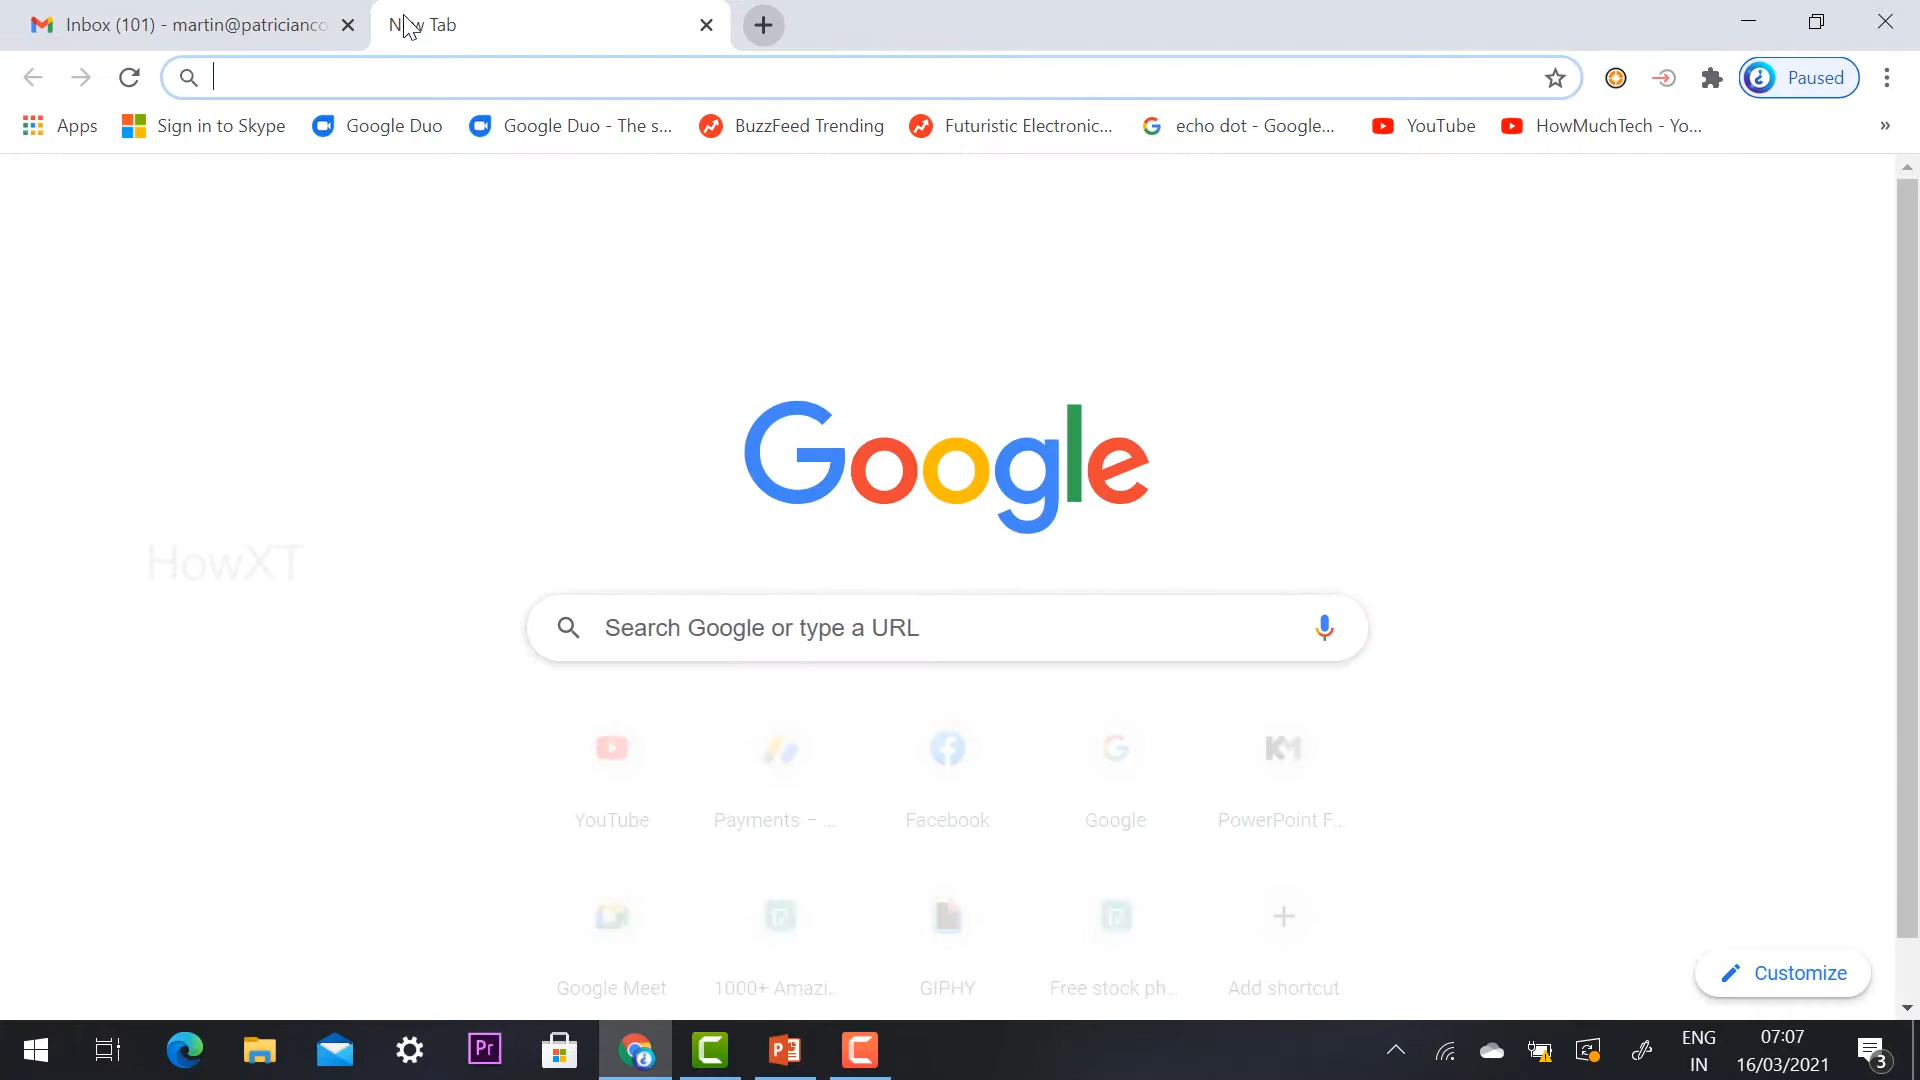 Inbox (101) - martin@patricianco
New Tab
Paused
Apps
Sign in to Skype
Google Duo
Google Duo - The s...
BuzzFeed Trending
Futuristic Electronic...
echo dot - Google...
YouTube
HowMuchTech - Yo...
»
Google
HowXT
Search Google or type a URL
YouTube
Payments – ...
Facebook
Google
PowerPoint F...
Google Meet
1000+ Amazi...
GIPHY
Free stock ph...
Add shortcut
Customize
Pr
ENG
IN
07:07
16/03/2021
3